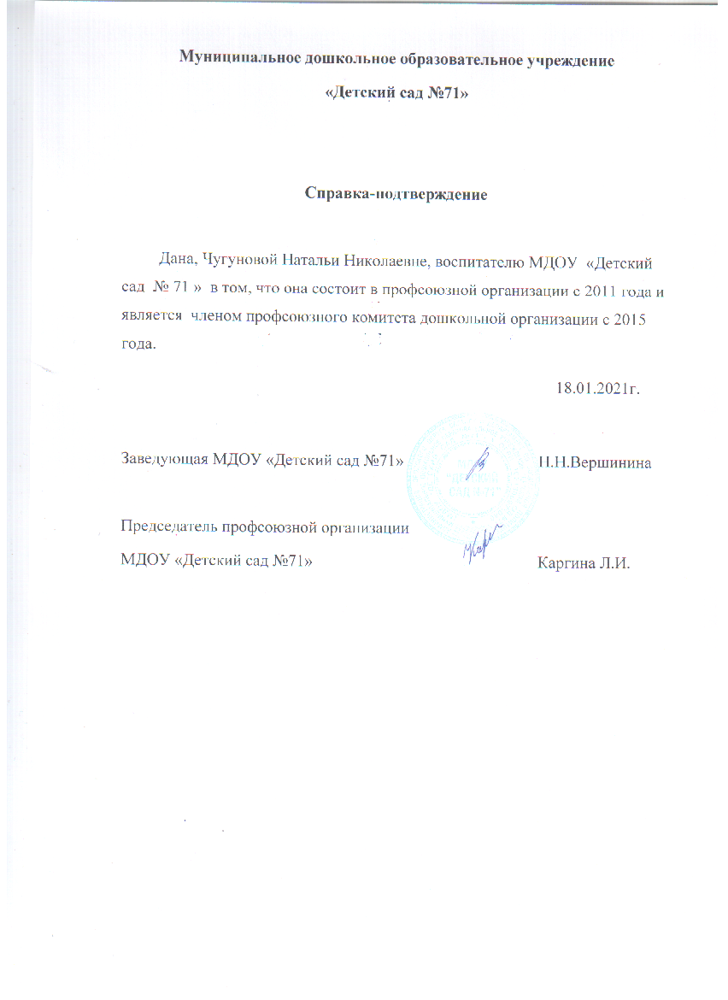 Муниципальное дошкольное образовательное учреждение
«Детский сад №71»
Справка-подтверждение
Дана, Чугуновой Натальи Николаевне, воспитателю МДОУ «Детский
сад № 71 » в том, что она состоит в профсоюзной организации с 2011 года и
является членом профсоюзного комитета дошкольной организации с 2015
года.
18.01.2021г.
Заведующая МДОУ «Детский сад №71» Н.Н.Вершинина
Председатель профсоюзной организации
МДОУ «Детский сад №71» Каргина Л.И.